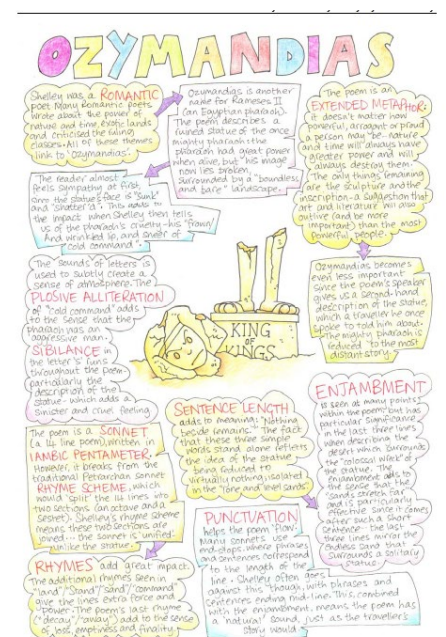 OZYMANDIAS
Shelley was a ROMANTIC
poet. Many Romantic poets
wrote about the power of
nature and time, exotic lands
and criticised the ruling
classes. All of these themes
link to 'Ozymandias'.
Ozymandias is another
name for Rameses II
(an Egyptian pharaoh).
The poem describes a
ruined statue of the once
mighty pharaoh: the
pharaoh had great power
when alive, but his image
now lies broken,
surrounded by a "boundless
and bare" landscape.
The poem is an
EXTENDED METAPHOR:
it doesn't matter how
powerful, arrogant or proud
a person may be - nature
and time will always have
greater power and will
always destroy them.
The only things remaining
are the sculpture and the
inscription - a suggestion that
art and literature will also
outlive (and be more
important) than the most
powerful people.
The reader almost
feels sympathy at first,
since the statue's face is "sunk"
and "shatter'd". This adds to
the impact when Shelley then tells
us of the pharaoh's cruelty - his "frown/
And wrinkled lip, and sneer of
cold command".
The 'sounds' of letters is
used to subtly create a
sense of atmosphere. The
PLOSIVE ALLITERATION
of "cold command" adds
to the sense that the
pharaoh was an
aggressive man.
SIBILANCE in
the letter 's' runs
throughout the poem -
particularly the
description of the
statue - which adds a
sinister and cruel feeling.
Ozymandias becomes
even less important
since the poem's speaker
gives us a second-hand
description of the statue,
which a traveller he once
spoke to told him about.
The mighty pharaoh is
reduced to the most
distant story.
KING
OF
KINGS
SENTENCE LENGTH
adds to meaning: "Nothing
beside remains." The fact
that these three simple
words stand alone reflects
the idea of the statue
being reduced to
virtually nothing, isolated
in the "lone and level sands".
ENJAMBMENT
is seen at many points
within the poem but has
particular significance
in the last three lines
when describing the
desert which surrounds
the "colossal wreck" of
the statue. The
enjambment adds to
the sense that the
"sands stretch far"
and is particularly
effective since it comes
after such a short
sentence: the last
three lines mirror the
endless sand that
surrounds a solitary
statue.
The poem is a SONNET
(a 14 line poem), written in
IAMBIC PENTAMETER.
However, it breaks from the
traditional Petrarchan sonnet
RHYME SCHEME, which
would 'split' the 14 lines into
two sections (an octave and a
sestet). Shelley's rhyme scheme
means these two sections are
joined... the sonnet is 'unified'
unlike the statue.
PUNCTUATION
helps the poem 'flow'.
Many sonnets use
end-stops, where phrases
and sentences correspond
to the length of the
line. Shelley often goes
against this though, with phrases and
sentences ending mid-line. This, combined
with the enjambment, means the poem has
a 'natural' sound, just as the traveller's
story would.
RHYMES add great impact.
The additional rhymes seen in
"land"/"Stand"/"Sand"/"command"
give the lines extra force and
power. The poem's last rhyme
("decay"/"away") add to the sense
of loss, emptiness and finality.